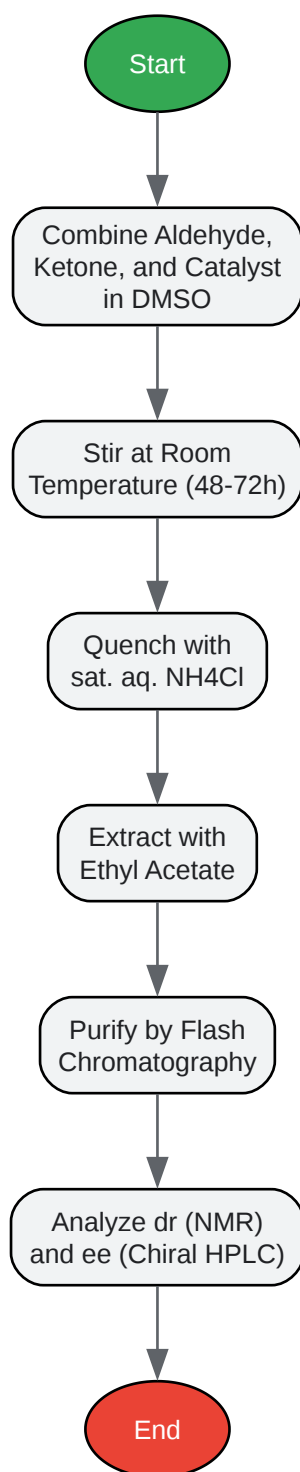 Start
Combine Aldehyde,
Ketone, and Catalyst
in DMSO
Stir at Room
Temperature (48-72h)
Quench with
sat. aq. NH4Cl
Extract with
Ethyl Acetate
Purify by Flash
Chromatography
Analyze dr (NMR)
and ee (Chiral HPLC)
End